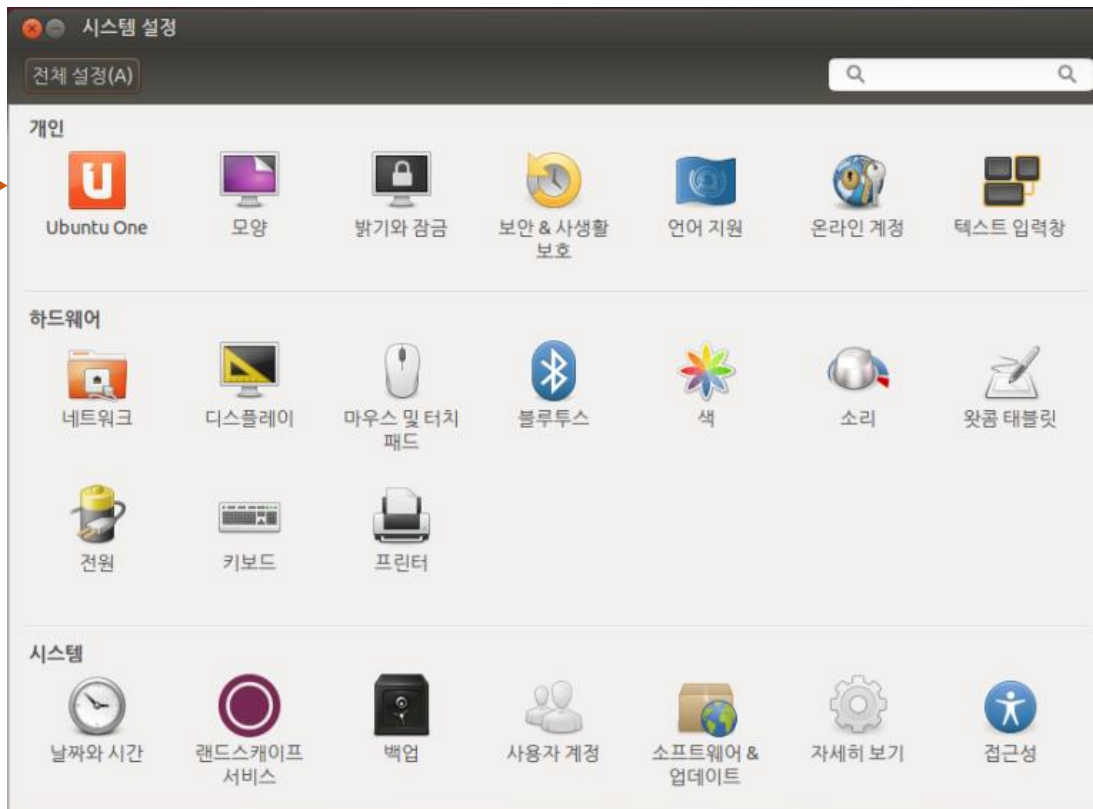 시스템 설정
전체 설정(A)
개인
Ubuntu One 모양 밝기와 잠금 보안 & 사생활 언어 지원 온라인 계정 텍스트 입력창
보호
하드웨어
네트워크 디스플레이 마우스 및 터치 블루투스 색 소리 왓콤 태블릿
패드
전원 키보드 프린터
시스템
날짜와 시간 랜드스캐이프 백업 사용자 계정 소프트웨어 & 자세히 보기 접근성
서비스 업데이트